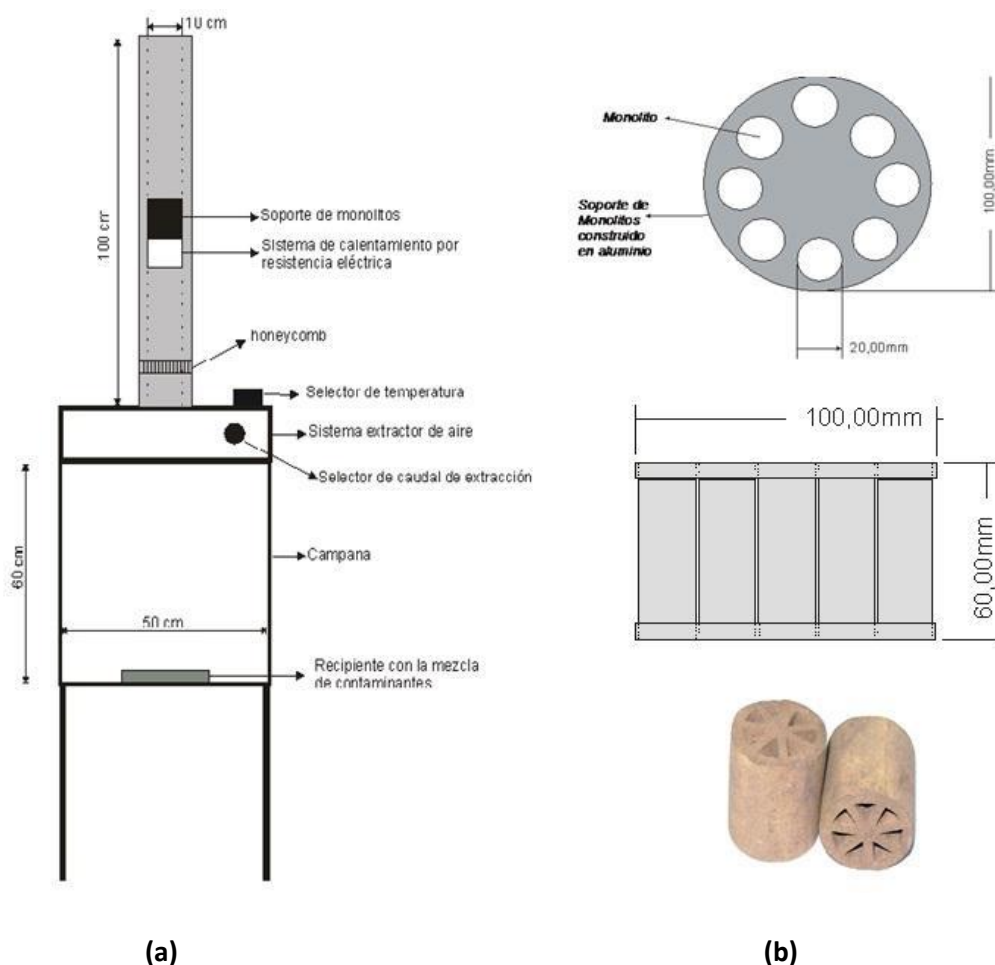 10 cm
100 cm
Soporte de monolitos
Sistema de calentamiento por
resistencia eléctrica
honeycomb
Selector de temperatura
Sistema extractor de aire
Selector de caudal de extracción
60 cm
Campana
50 cm
Recipiente con la mezcla
de contaminantes
(a)
Monolito
Soporte de
Monolitos
construido
en aluminio
100,00mm
20,00mm
100,00mm
60,00mm
(b)